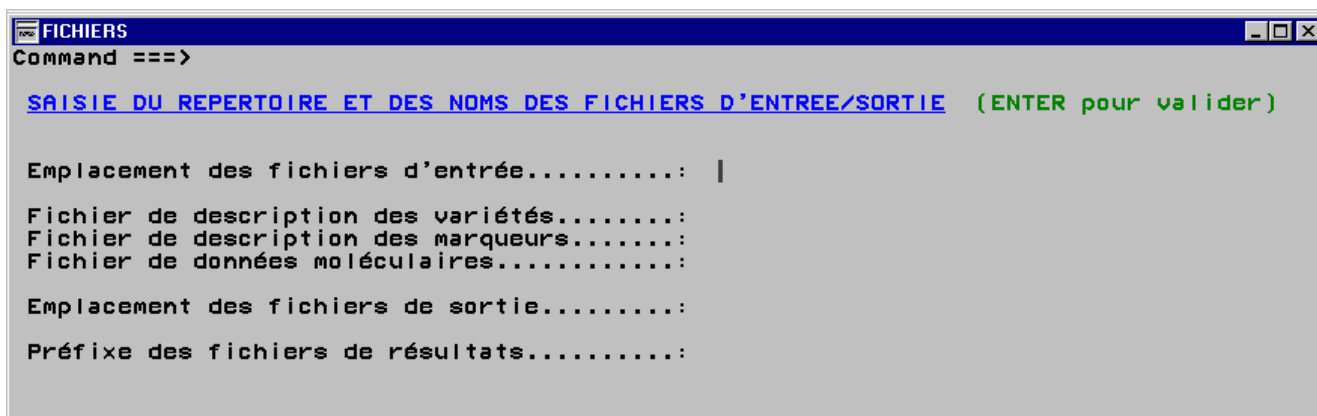 FICHIERS
Command ===>
SAISIE DU REPERTOIRE ET DES NOMS DES FICHIERS D'ENTREE/SORTIE (ENTER pour valider)
Emplacement des fichiers d'entrée..........:
Fichier de description des variétés........:
Fichier de description des marqueurs.......:
Fichier de données moléculaires............:
Emplacement des fichiers de sortie.........:
Préfixe des fichiers de résultats..........: